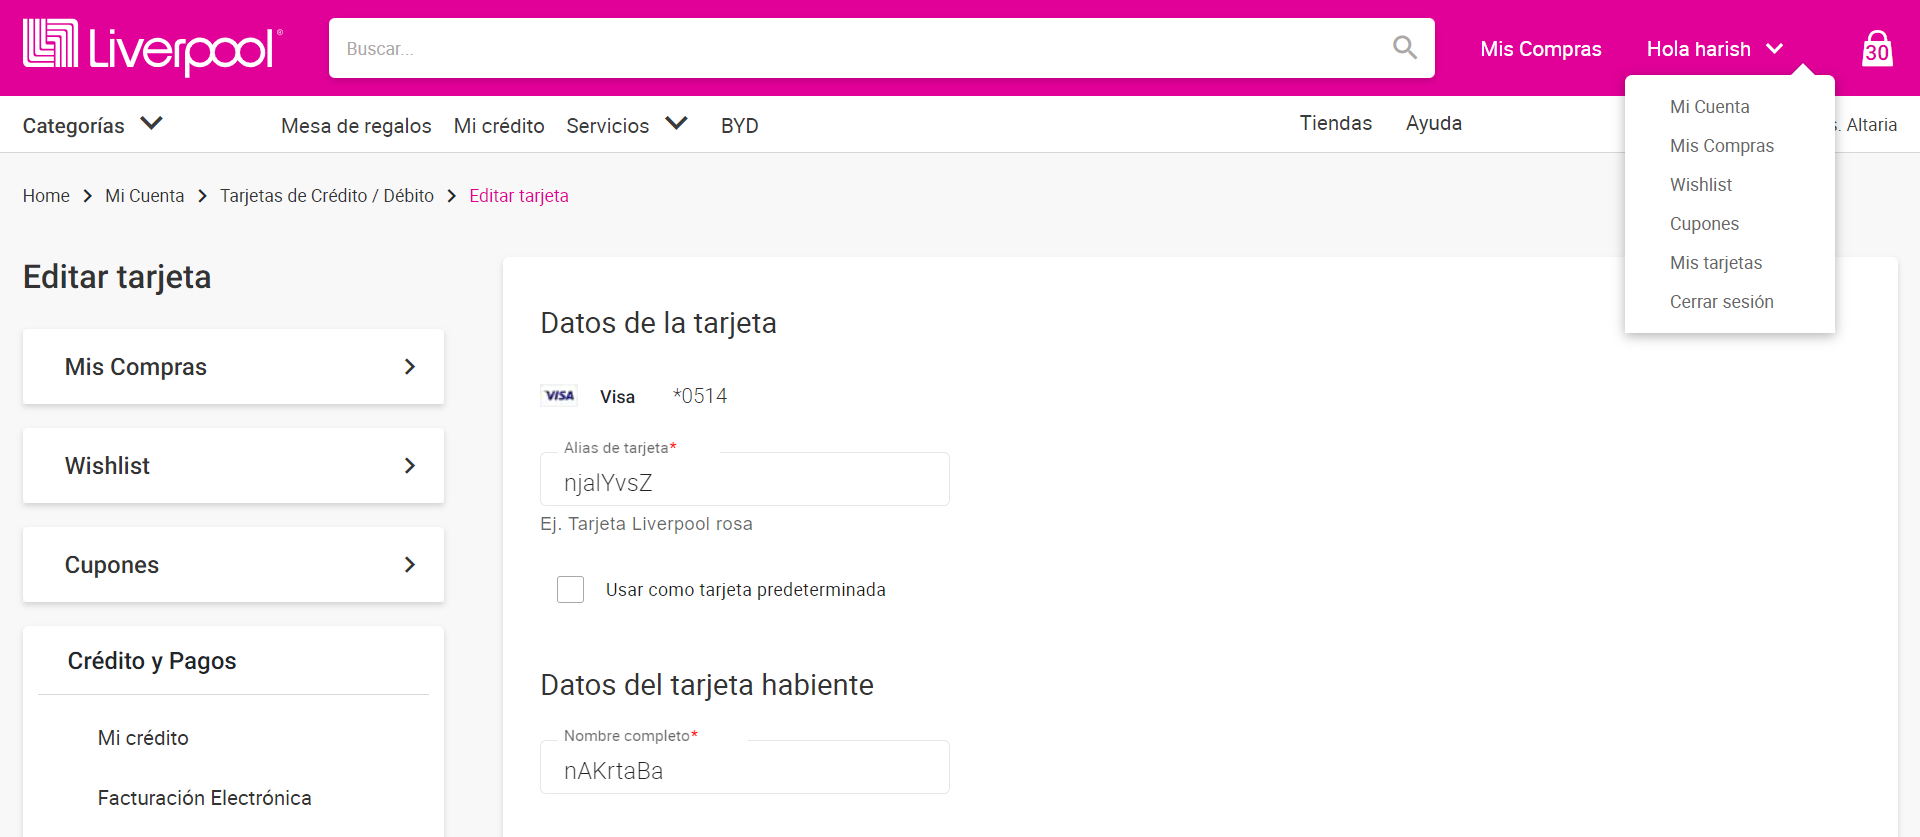 Liverpool®
Buscar...
Mis Compras
Hola harish
30
Categorías
Mesa de regalos
Mi crédito
Servicios
BYD
Tiendas
Ayuda
s. Altaria
Mi Cuenta
Mis Compras
Wishlist
Cupones
Mis tarjetas
Cerrar sesión
Home > Mi Cuenta > Tarjetas de Crédito / Débito > Editar tarjeta
Editar tarjeta
Mis Compras
Wishlist
Cupones
Crédito y Pagos
Mi crédito
Facturación Electrónica
Datos de la tarjeta
VISA Visa *0514
Alias de tarjeta*
njalYvsZ
Ej. Tarjeta Liverpool rosa
Usar como tarjeta predeterminada
Datos del tarjeta habiente
Nombre completo*
nAKrtaBa